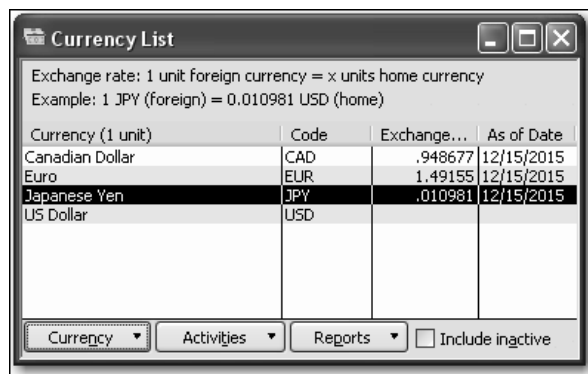 Currency List
Exchange rate: 1 unit foreign currency = x units home currency
Example: 1 JPY (foreign) = 0.010981 USD (home)
Currency (1 unit) Code Exchange... As of Date
Canadian Dollar CAD .948677 12/15/2015
Euro EUR 1.49155 12/15/2015
Japanese Yen JPY .010981 12/15/2015
US Dollar USD
Currency Activities Reports Include inactive